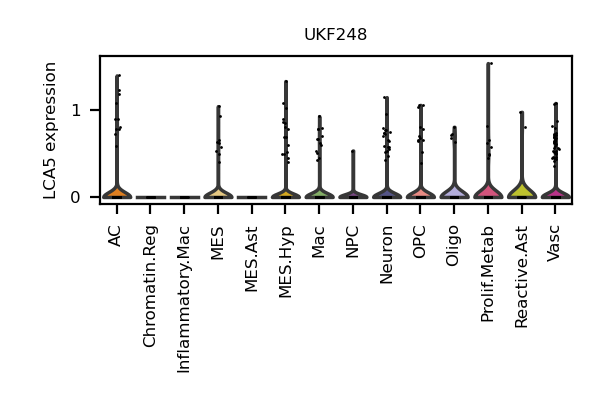 UKF248
LCA5 expression
1
0
AC
Chromatin.Reg
Inflammatory.Mac
MES
MES.Ast
MES.Hyp
Mac
NPC
Neuron
OPC
Oligo
Prolif.Metab
Reactive.Ast
Vasc